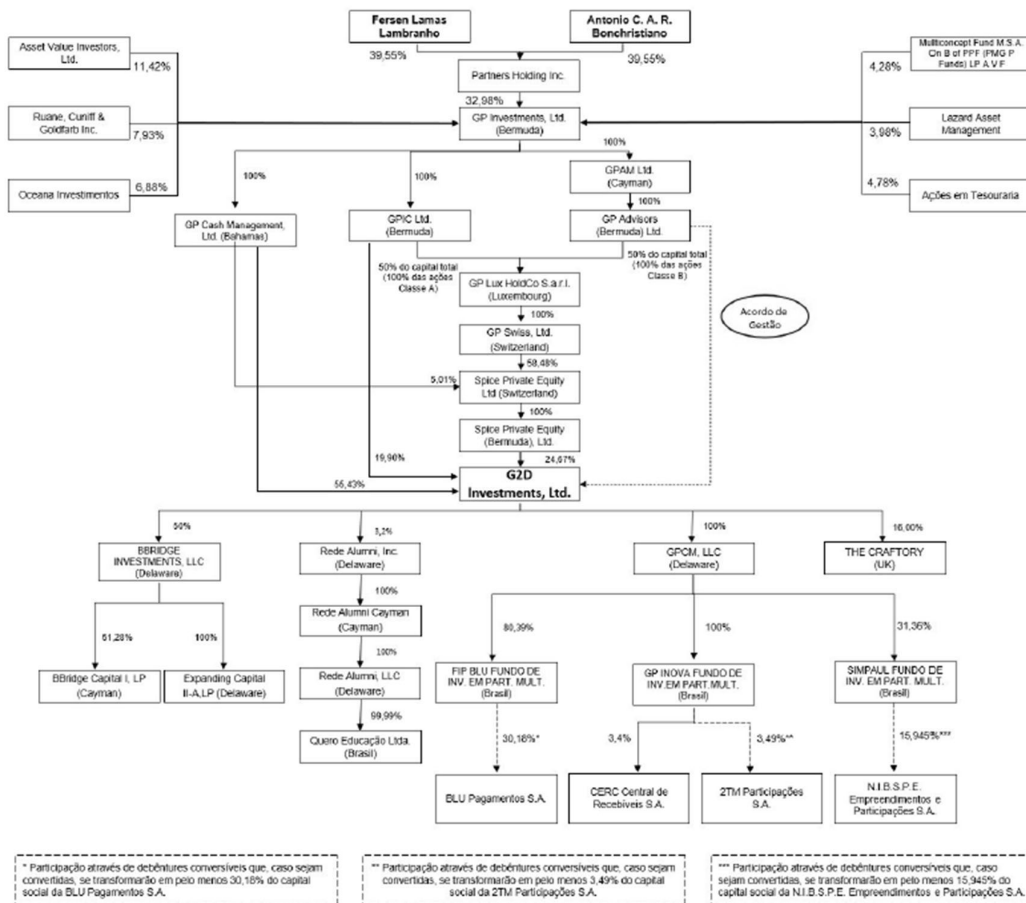 Fersen Lamas
Lambranho
Antonio C. A. R.
Bonchristiano
39,55%
39,55%
Asset Value Investors,
Ltd.
11,42%
Multiconcept Fund M.S.A.
On B of PPF (PMG P
Funds) LP A V F
4,28%
Partners Holding Inc.
32,98%
Ruane, Cuniff &
Goldfarb Inc.
7,93%
GP Investments, Ltd.
(Bermuda)
Lazard Asset
Management
3,98%
100%
Oceana Investimentos
6,88%
100%
100%
GPAM Ltd.
(Cayman)
4,78%
Ações em Tesouraria
100%
GP Cash Management,
Ltd. (Bahamas)
GPIC Ltd.
(Bermuda)
GP Advisors
(Bermuda) Ltd.
50% do capital total
(100% das ações
Classe A)
50% do capital total
(100% das ações
Classe B)
GP Lux HoldCo S.a.r.l.
(Luxembourg)
100%
Acordo de
Gestão
GP Swiss, Ltd.
(Switzerland)
58,48%
5,01%
Spice Private Equity
Ltd (Switzerland)
100%
Spice Private Equity
(Bermuda), Ltd.
19,90%
24,67%
55,43%
G2D
Investments, Ltd.
50%
100%
16,00%
BBRIDGE
INVESTMENTS, LLC
(Delaware)
Rede Alumni, Inc.
(Delaware)
GPCM, LLC
(Delaware)
THE CRAFTORY
(UK)
100%
51,28%
100%
Rede Alumni Cayman
(Cayman)
80,39%
100%
31,36%
100%
BBridge Capital I, LP
(Cayman)
Expanding Capital
II-A,LP (Delaware)
Rede Alumni, LLC
(Delaware)
FIP BLU FUNDO DE
INV. EM PART. MULT.
(Brasil)
GP INOVA FUNDO DE
INV.EM PART.MULT.
(Brasil)
SIMPAUL FUNDO DE
INV. EM PART. MULT.
(Brasil)
99,99%
Quero Educação Ltda.
(Brasil)
30,18%*
3,4%
3,49%**
15,945%***
BLU Pagamentos S.A.
CERC Central de
Recebíveis S.A.
2TM Participações
S.A.
N.I.B.S.P.E.
Empreendimentos e
Participações S.A.
* Participação através de debêntures conversíveis que, caso sejam
convertidas, se transformarão em pelo menos 30,18% do capital
social da BLU Pagamentos S.A.
** Participação através de debêntures conversíveis que, caso sejam
convertidas, se transformarão em pelo menos 3,49% do capital
social da 2TM Participações S.A.
*** Participação através de debêntures conversíveis que, caso
sejam convertidas, se transformarão em pelo menos 15,945% do
capital social da N.I.B.S.P.E. Empreendimentos e Participações S.A.